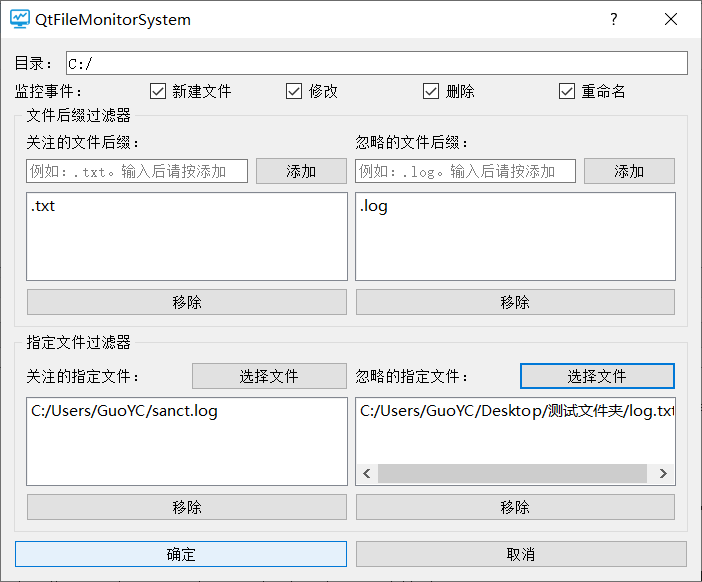 QtFileMonitorSystem ?
目录： C:/
监控事件： 新建文件 修改 删除 重命名
文件后缀过滤器
关注的文件后缀： 忽略的文件后缀：
例如：.txt。输入后请按添加 添加 例如：.log。输入后请按添加 添加
.txt .log
移除 移除
指定文件过滤器
关注的指定文件： 选择文件 忽略的指定文件： 选择文件
C:/Users/GuoYC/sanct.log C:/Users/GuoYC/Desktop/测试文件夹/log.txt
移除 移除
确定 取消